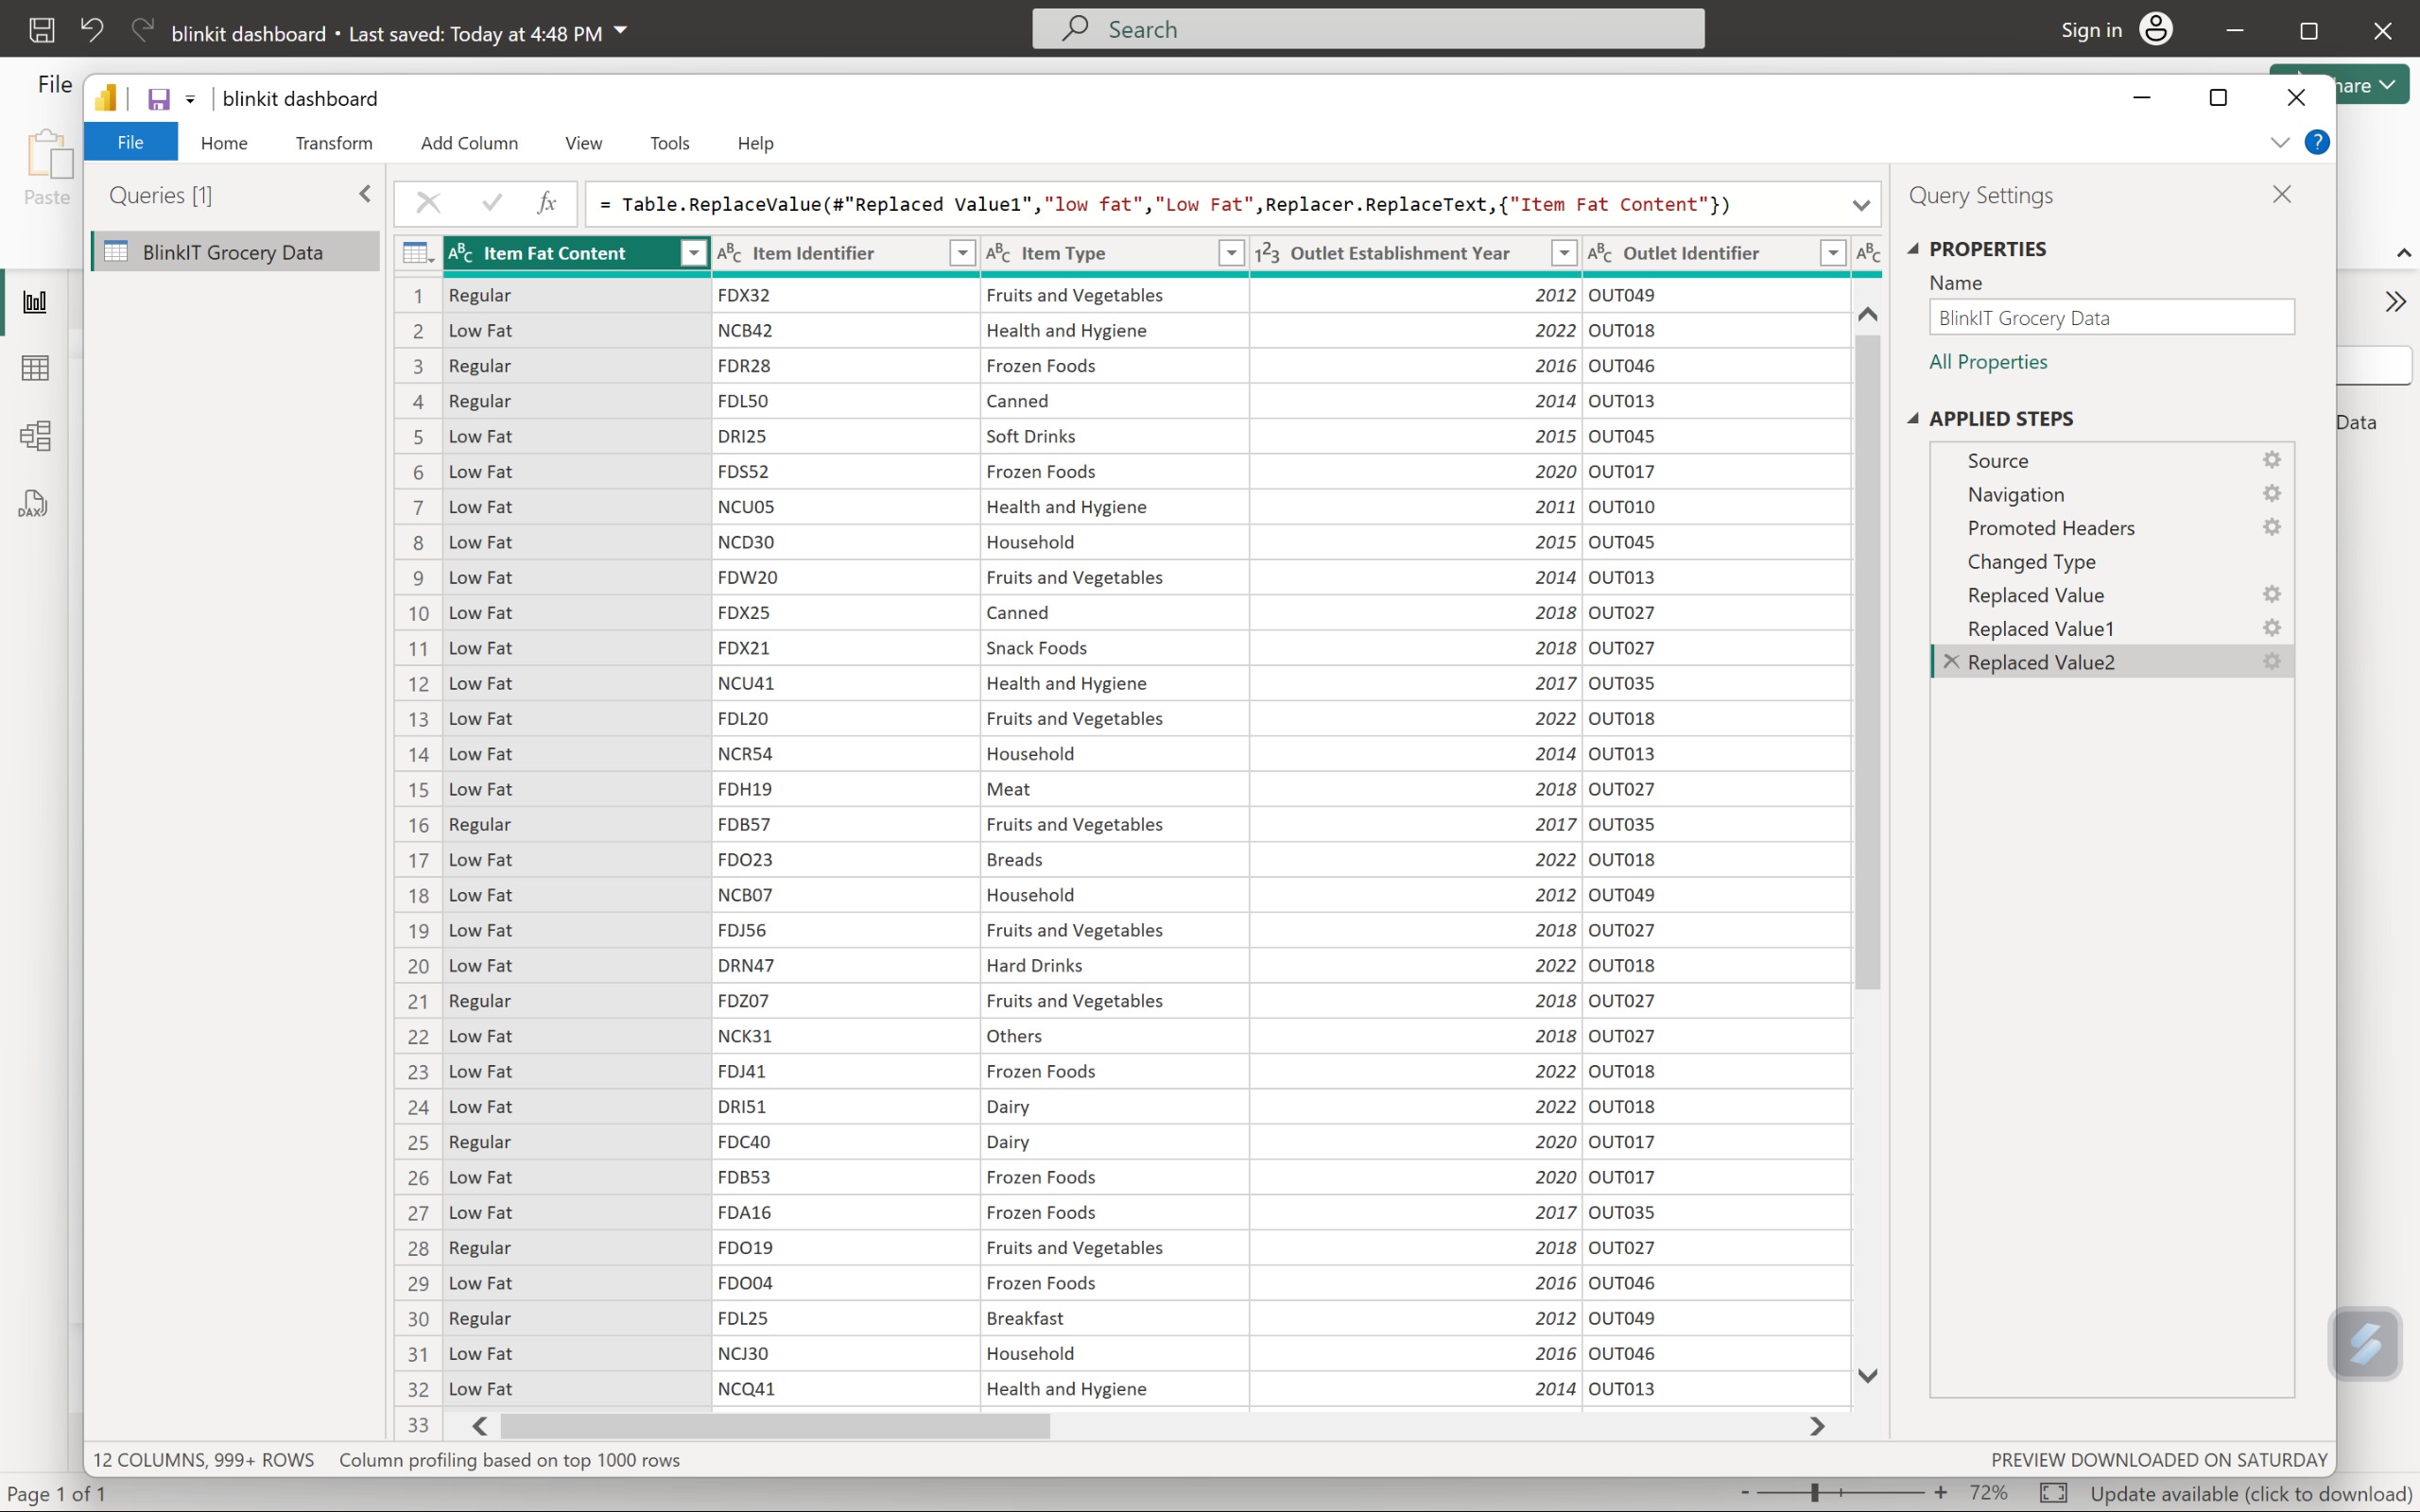 blinkit dashboard • Last saved: Today at 4:48 PM
Search
Sign in
File
hare
Paste
blinkit dashboard
File Home Transform Add Column View Tools Help
?
Queries [1]
BlinkIT Grocery Data
fx = Table.ReplaceValue(#"Replaced Value1","low fat","Low Fat",Replacer.ReplaceText,{"Item Fat Content"})
ABC Item Fat Content ABC Item Identifier ABC Item Type 123 Outlet Establishment Year ABC Outlet Identifier ABC
1 Regular FDX32 Fruits and Vegetables 2012 OUT049
2 Low Fat NCB42 Health and Hygiene 2022 OUT018
3 Regular FDR28 Frozen Foods 2016 OUT046
4 Regular FDL50 Canned 2014 OUT013
5 Low Fat DRI25 Soft Drinks 2015 OUT045
6 Low Fat FDS52 Frozen Foods 2020 OUT017
7 Low Fat NCU05 Health and Hygiene 2011 OUT010
8 Low Fat NCD30 Household 2015 OUT045
9 Low Fat FDW20 Fruits and Vegetables 2014 OUT013
10 Low Fat FDX25 Canned 2018 OUT027
11 Low Fat FDX21 Snack Foods 2018 OUT027
12 Low Fat NCU41 Health and Hygiene 2017 OUT035
13 Low Fat FDL20 Fruits and Vegetables 2022 OUT018
14 Low Fat NCR54 Household 2014 OUT013
15 Low Fat FDH19 Meat 2018 OUT027
16 Regular FDB57 Fruits and Vegetables 2017 OUT035
17 Low Fat FDO23 Breads 2022 OUT018
18 Low Fat NCB07 Household 2012 OUT049
19 Low Fat FDJ56 Fruits and Vegetables 2018 OUT027
20 Low Fat DRN47 Hard Drinks 2022 OUT018
21 Regular FDZ07 Fruits and Vegetables 2018 OUT027
22 Low Fat NCK31 Others 2018 OUT027
23 Low Fat FDJ41 Frozen Foods 2022 OUT018
24 Low Fat DRI51 Dairy 2022 OUT018
25 Regular FDC40 Dairy 2020 OUT017
26 Low Fat FDB53 Frozen Foods 2020 OUT017
27 Low Fat FDA16 Frozen Foods 2017 OUT035
28 Regular FDO19 Fruits and Vegetables 2018 OUT027
29 Low Fat FDO04 Frozen Foods 2016 OUT046
30 Regular FDL25 Breakfast 2012 OUT049
31 Low Fat NCJ30 Household 2016 OUT046
32 Low Fat NCQ41 Health and Hygiene 2014 OUT013
33
Query Settings
PROPERTIES
Name
BlinkIT Grocery Data
All Properties
APPLIED STEPS
Source
Navigation
Promoted Headers
Changed Type
Replaced Value
Replaced Value1
Replaced Value2
Data
DAX
12 COLUMNS, 999+ ROWS Column profiling based on top 1000 rows
PREVIEW DOWNLOADED ON SATURDAY
Page 1 of 1
- + 72% Update available (click to download)